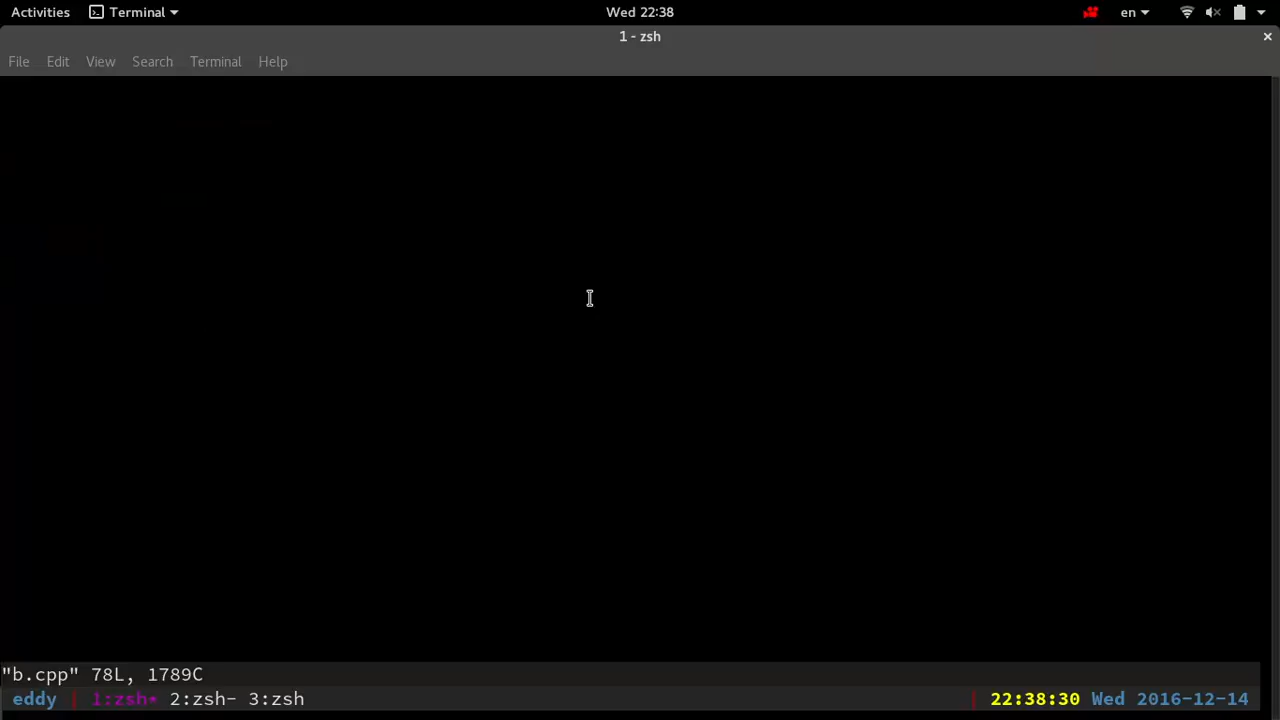 Activities Terminal Wed 22:38 en
1 - zsh
File Edit View Search Terminal Help
"b.cpp" 78L, 1789C
eddy 1:zsh* 2:zsh- 3:zsh 22:38:30 Wed 2016-12-14